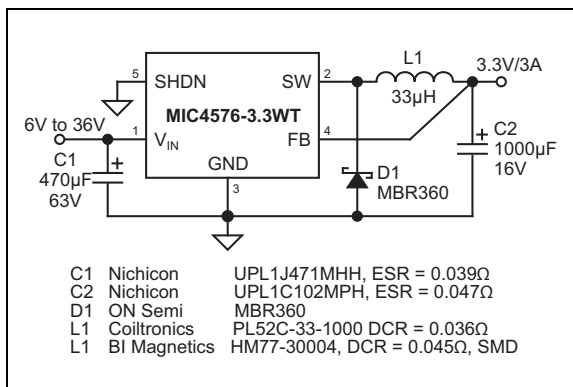 L1
3.3V/3A
5
SHDN
SW
2
33µH
MIC4576-3.3WT
6V to 36V
1
VIN
FB
4
C2
1000µF
16V
C1
470µF
63V
GND
3
D1
MBR360
C1 Nichicon UPL1J471MHH, ESR = 0.039Ω
C2 Nichicon UPL1C102MPH, ESR = 0.047Ω
D1 ON Semi MBR360
L1 Coiltronics PL52C-33-1000 DCR = 0.036Ω
L1 BI Magnetics HM77-30004, DCR = 0.045Ω, SMD